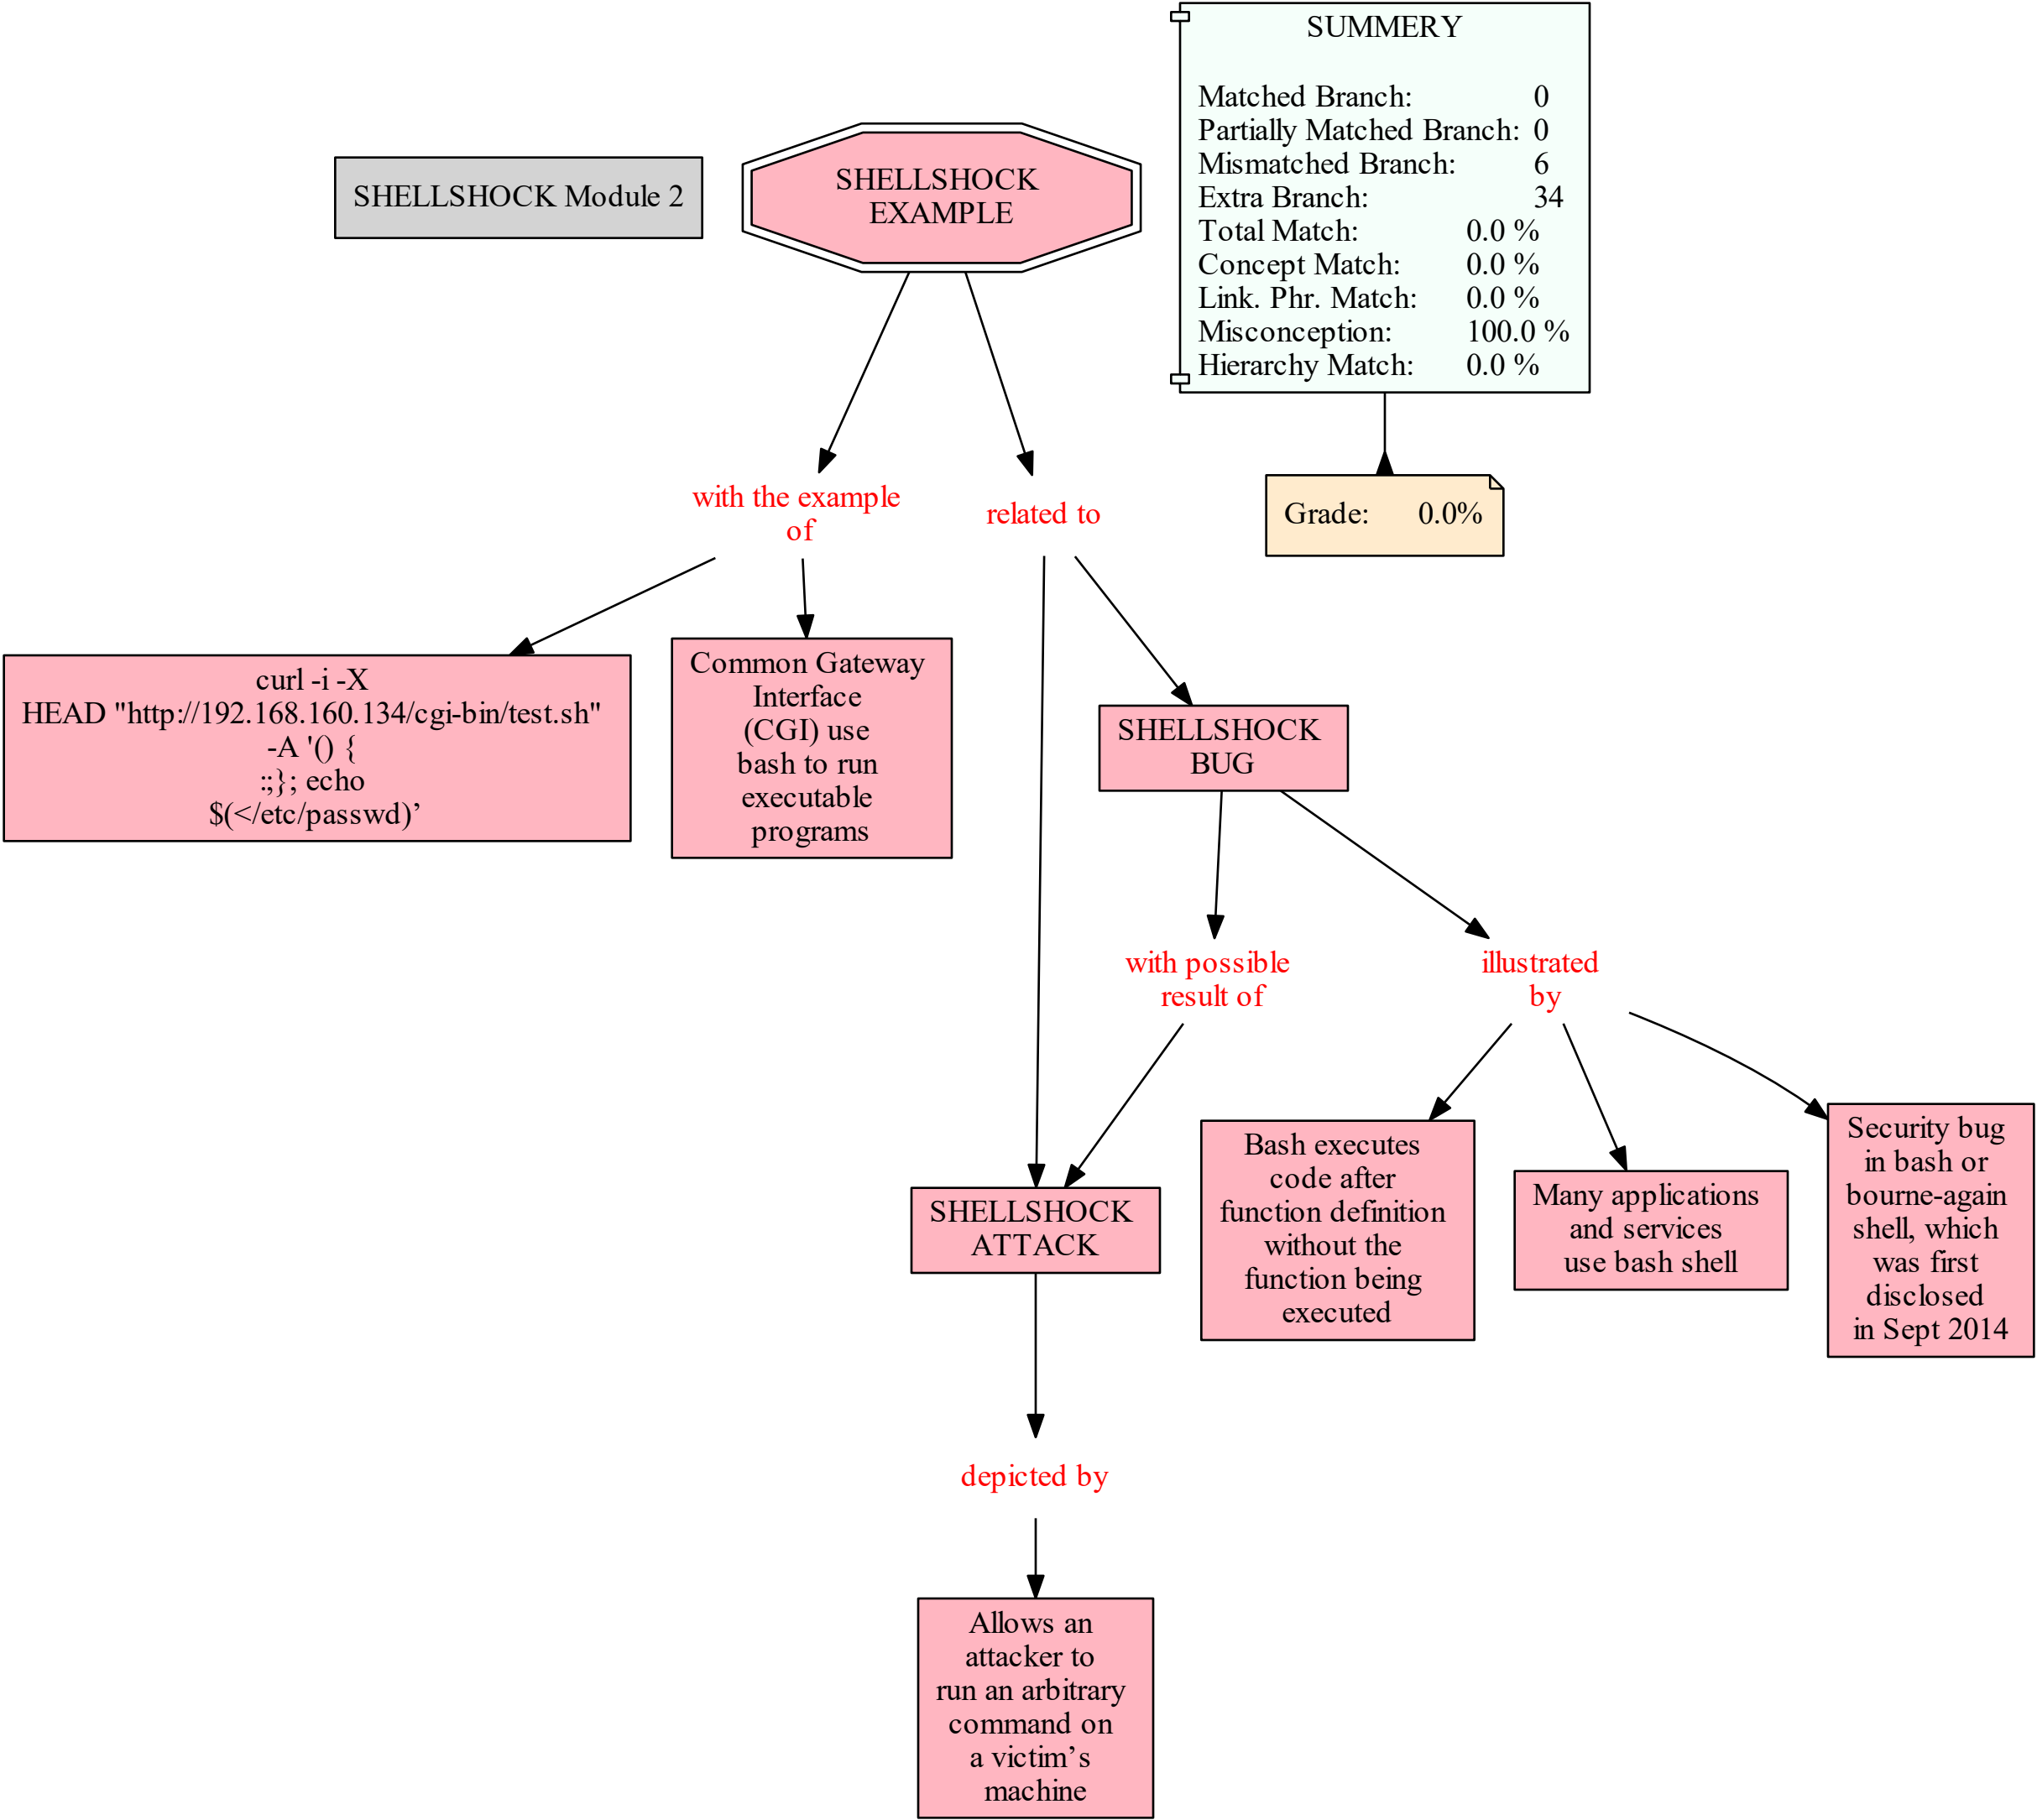 SUMMERY
Matched Branch: 0
Partially Matched Branch: 0
Mismatched Branch: 6
Extra Branch: 34
Total Match: 0.0 %
Concept Match: 0.0 %
Link. Phr. Match: 0.0 %
Misconception: 100.0 %
Hierarchy Match: 0.0 %
SHELLSHOCK Module 2
SHELLSHOCK
EXAMPLE
Grade: 0.0%
with the example
of
related to
curl -i -X
HEAD "http://192.168.160.134/cgi-bin/test.sh"
-A '() {
:;}; echo
$(</etc/passwd)’
Common Gateway
Interface
(CGI) use
bash to run
executable
programs
SHELLSHOCK
BUG
with possible
result of
illustrated
by
SHELLSHOCK
ATTACK
Bash executes
code after
function definition
without the
function being
executed
Many applications
and services
use bash shell
Security bug
in bash or
bourne-again
shell, which
was first
disclosed
in Sept 2014
depicted by
Allows an
attacker to
run an arbitrary
command on
a victim’s
machine